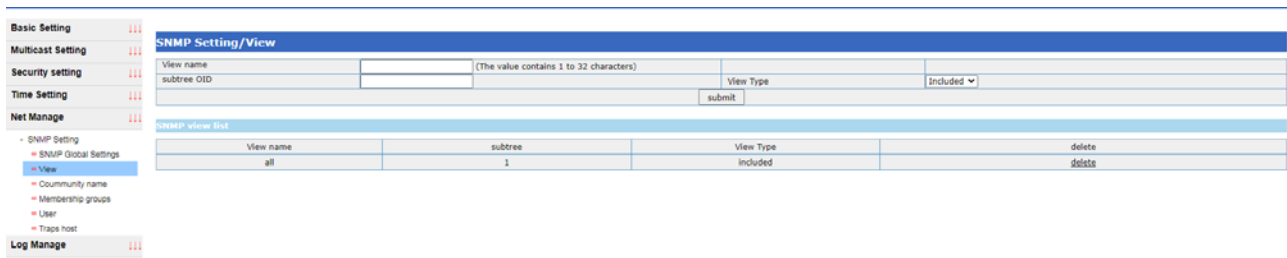 Basic Setting
Multicast Setting
Security setting
Time Setting
Net Manage
SNMP Setting
SNMP Global Settings
View
Coummunity name
Membership groups
User
Traps host
Log Manage
SNMP Setting/View
View name (The value contains 1 to 32 characters)
subtree OID View Type Included
submit
SNMP view list
View name subtree View Type delete
all 1 included delete